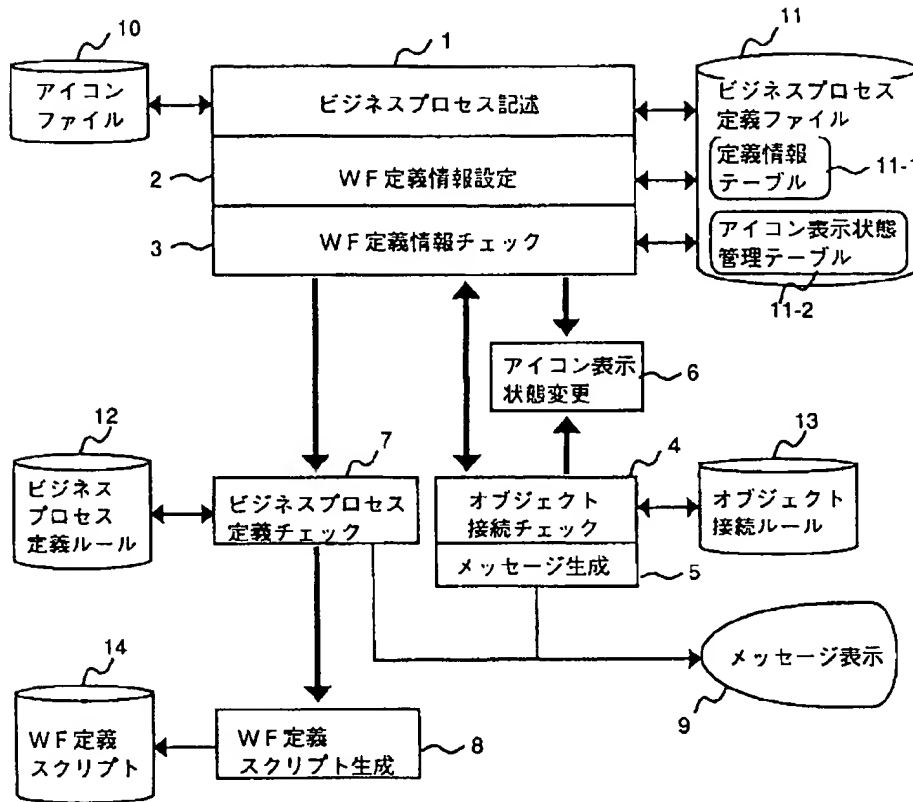 10
アイコン
ファイル
1
ビジネスプロセス記述
2
WF定義情報設定
3
WF定義情報チェック
11
ビジネスプロセス
定義ファイル
定義情報
テーブル
11-1
アイコン表示状態
管理テーブル
11-2
アイコン表示
状態変更
6
12
ビジネス
プロセス
定義ルール
7
ビジネスプロセス
定義チェック
4
オブジェクト
接続チェック
メッセージ生成
5
13
オブジェクト
接続ルール
メッセージ表示
9
14
WF定義
スクリプト
WF定義
スクリプト生成
8